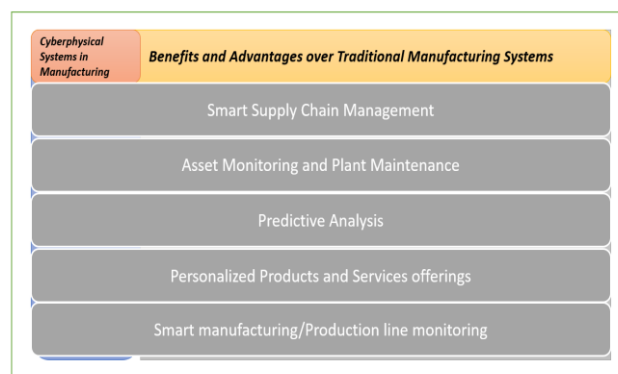 Cyberphysical
Systems in
Manufacturing
Benefits and Advantages over Traditional Manufacturing Systems
Smart Supply Chain Management
Asset Monitoring and Plant Maintenance
Predictive Analysis
Personalized Products and Services offerings
Smart manufacturing/Production line monitoring